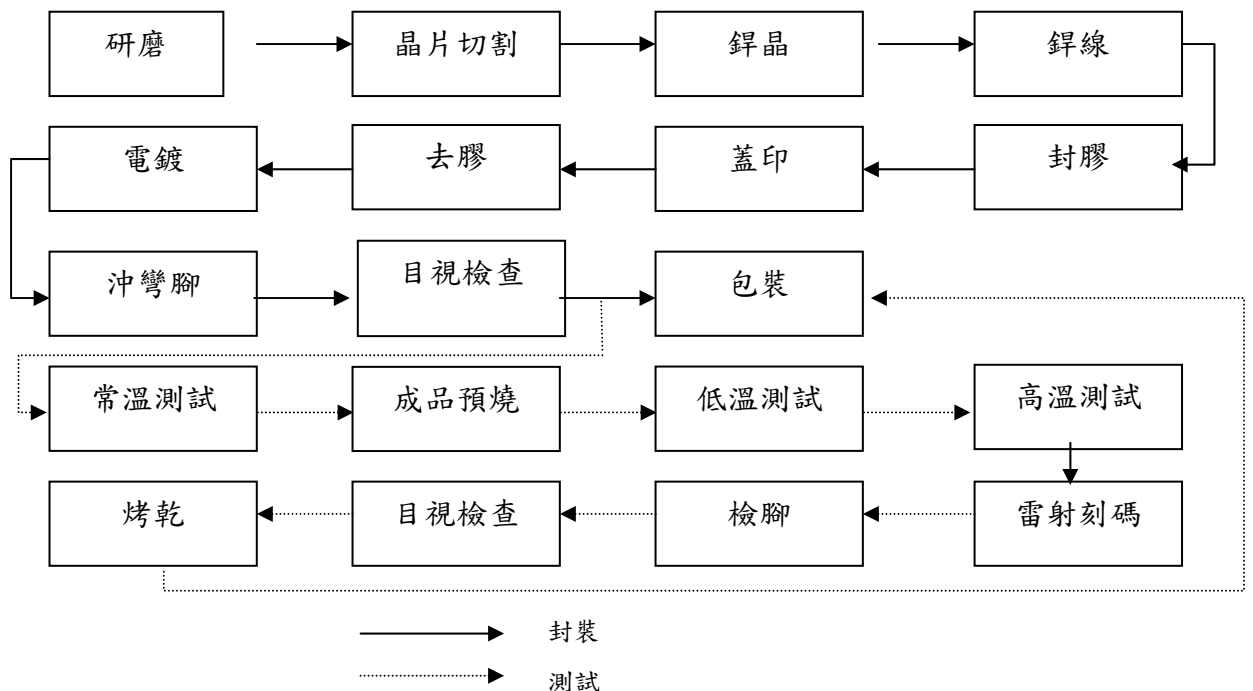 研磨
晶片切割
銲晶
銲線
電鍍
去膠
蓋印
封膠
沖彎腳
目視檢查
包裝
常溫測試
成品預燒
低溫測試
高溫測試
烤乾
目視檢查
檢腳
雷射刻碼
封裝
測試